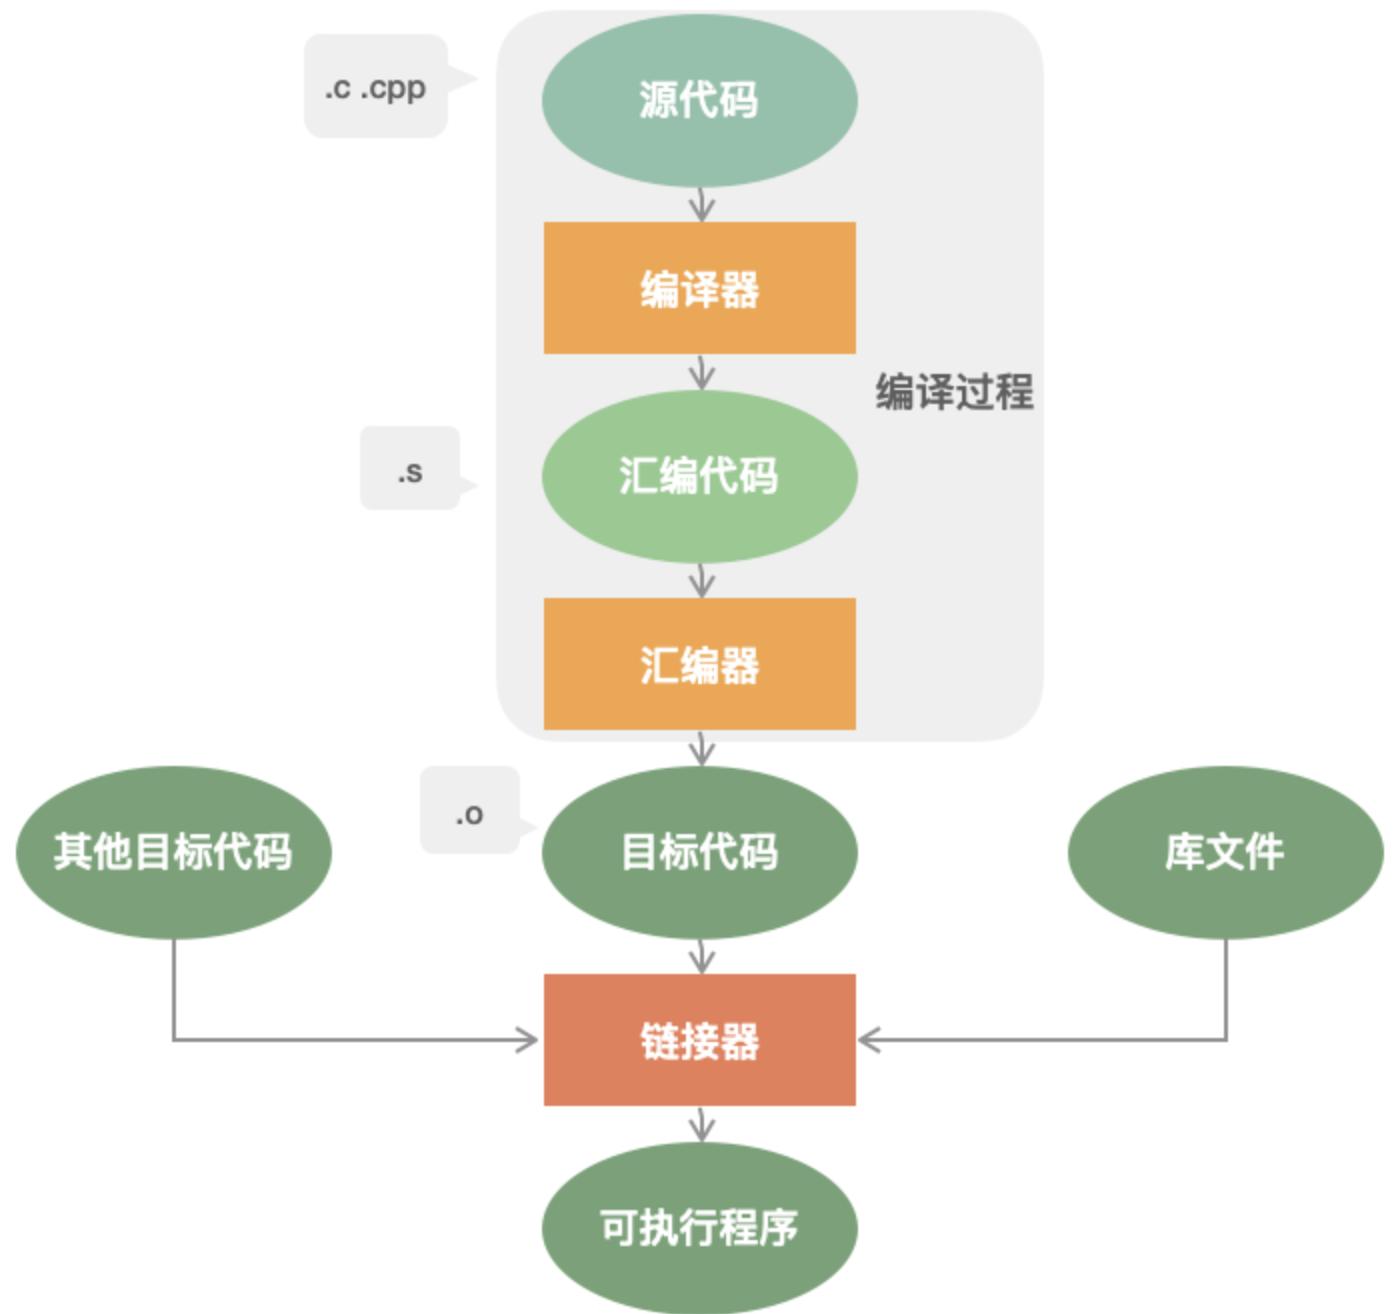 .c .cpp
源代码
编译器
编译过程
.s
汇编代码
汇编器
其他目标代码
.o
目标代码
库文件
链接器
可执行程序